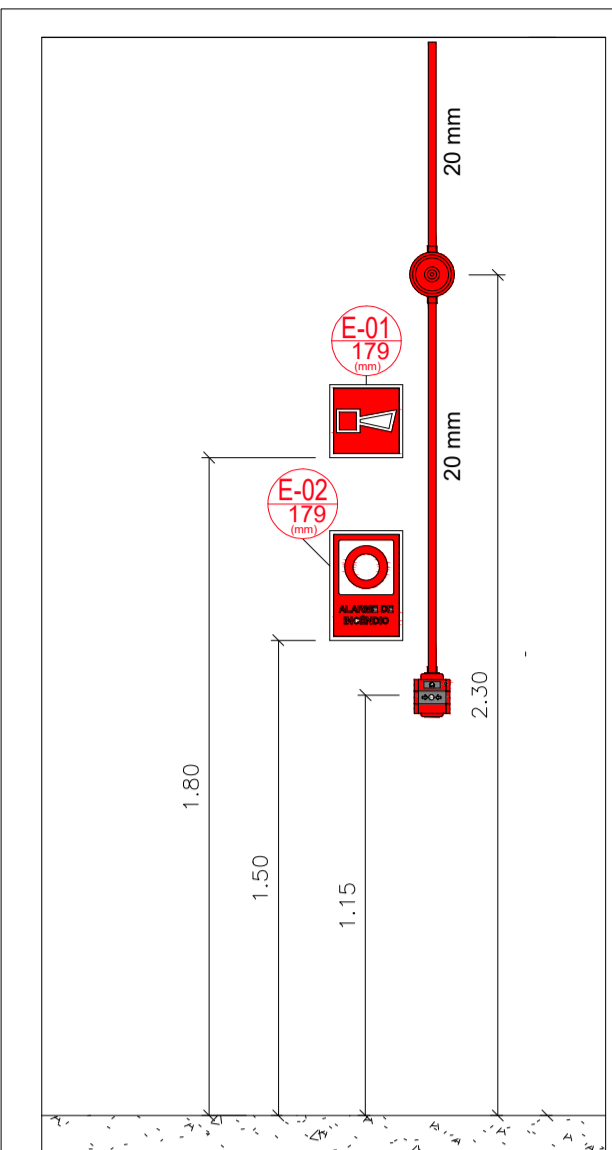 20 mm
E-01
179
(mm)
20 mm
E-02
179
(mm)
ALARME DE
INCÊNDIO
2.30
1.80
1.50
1.15